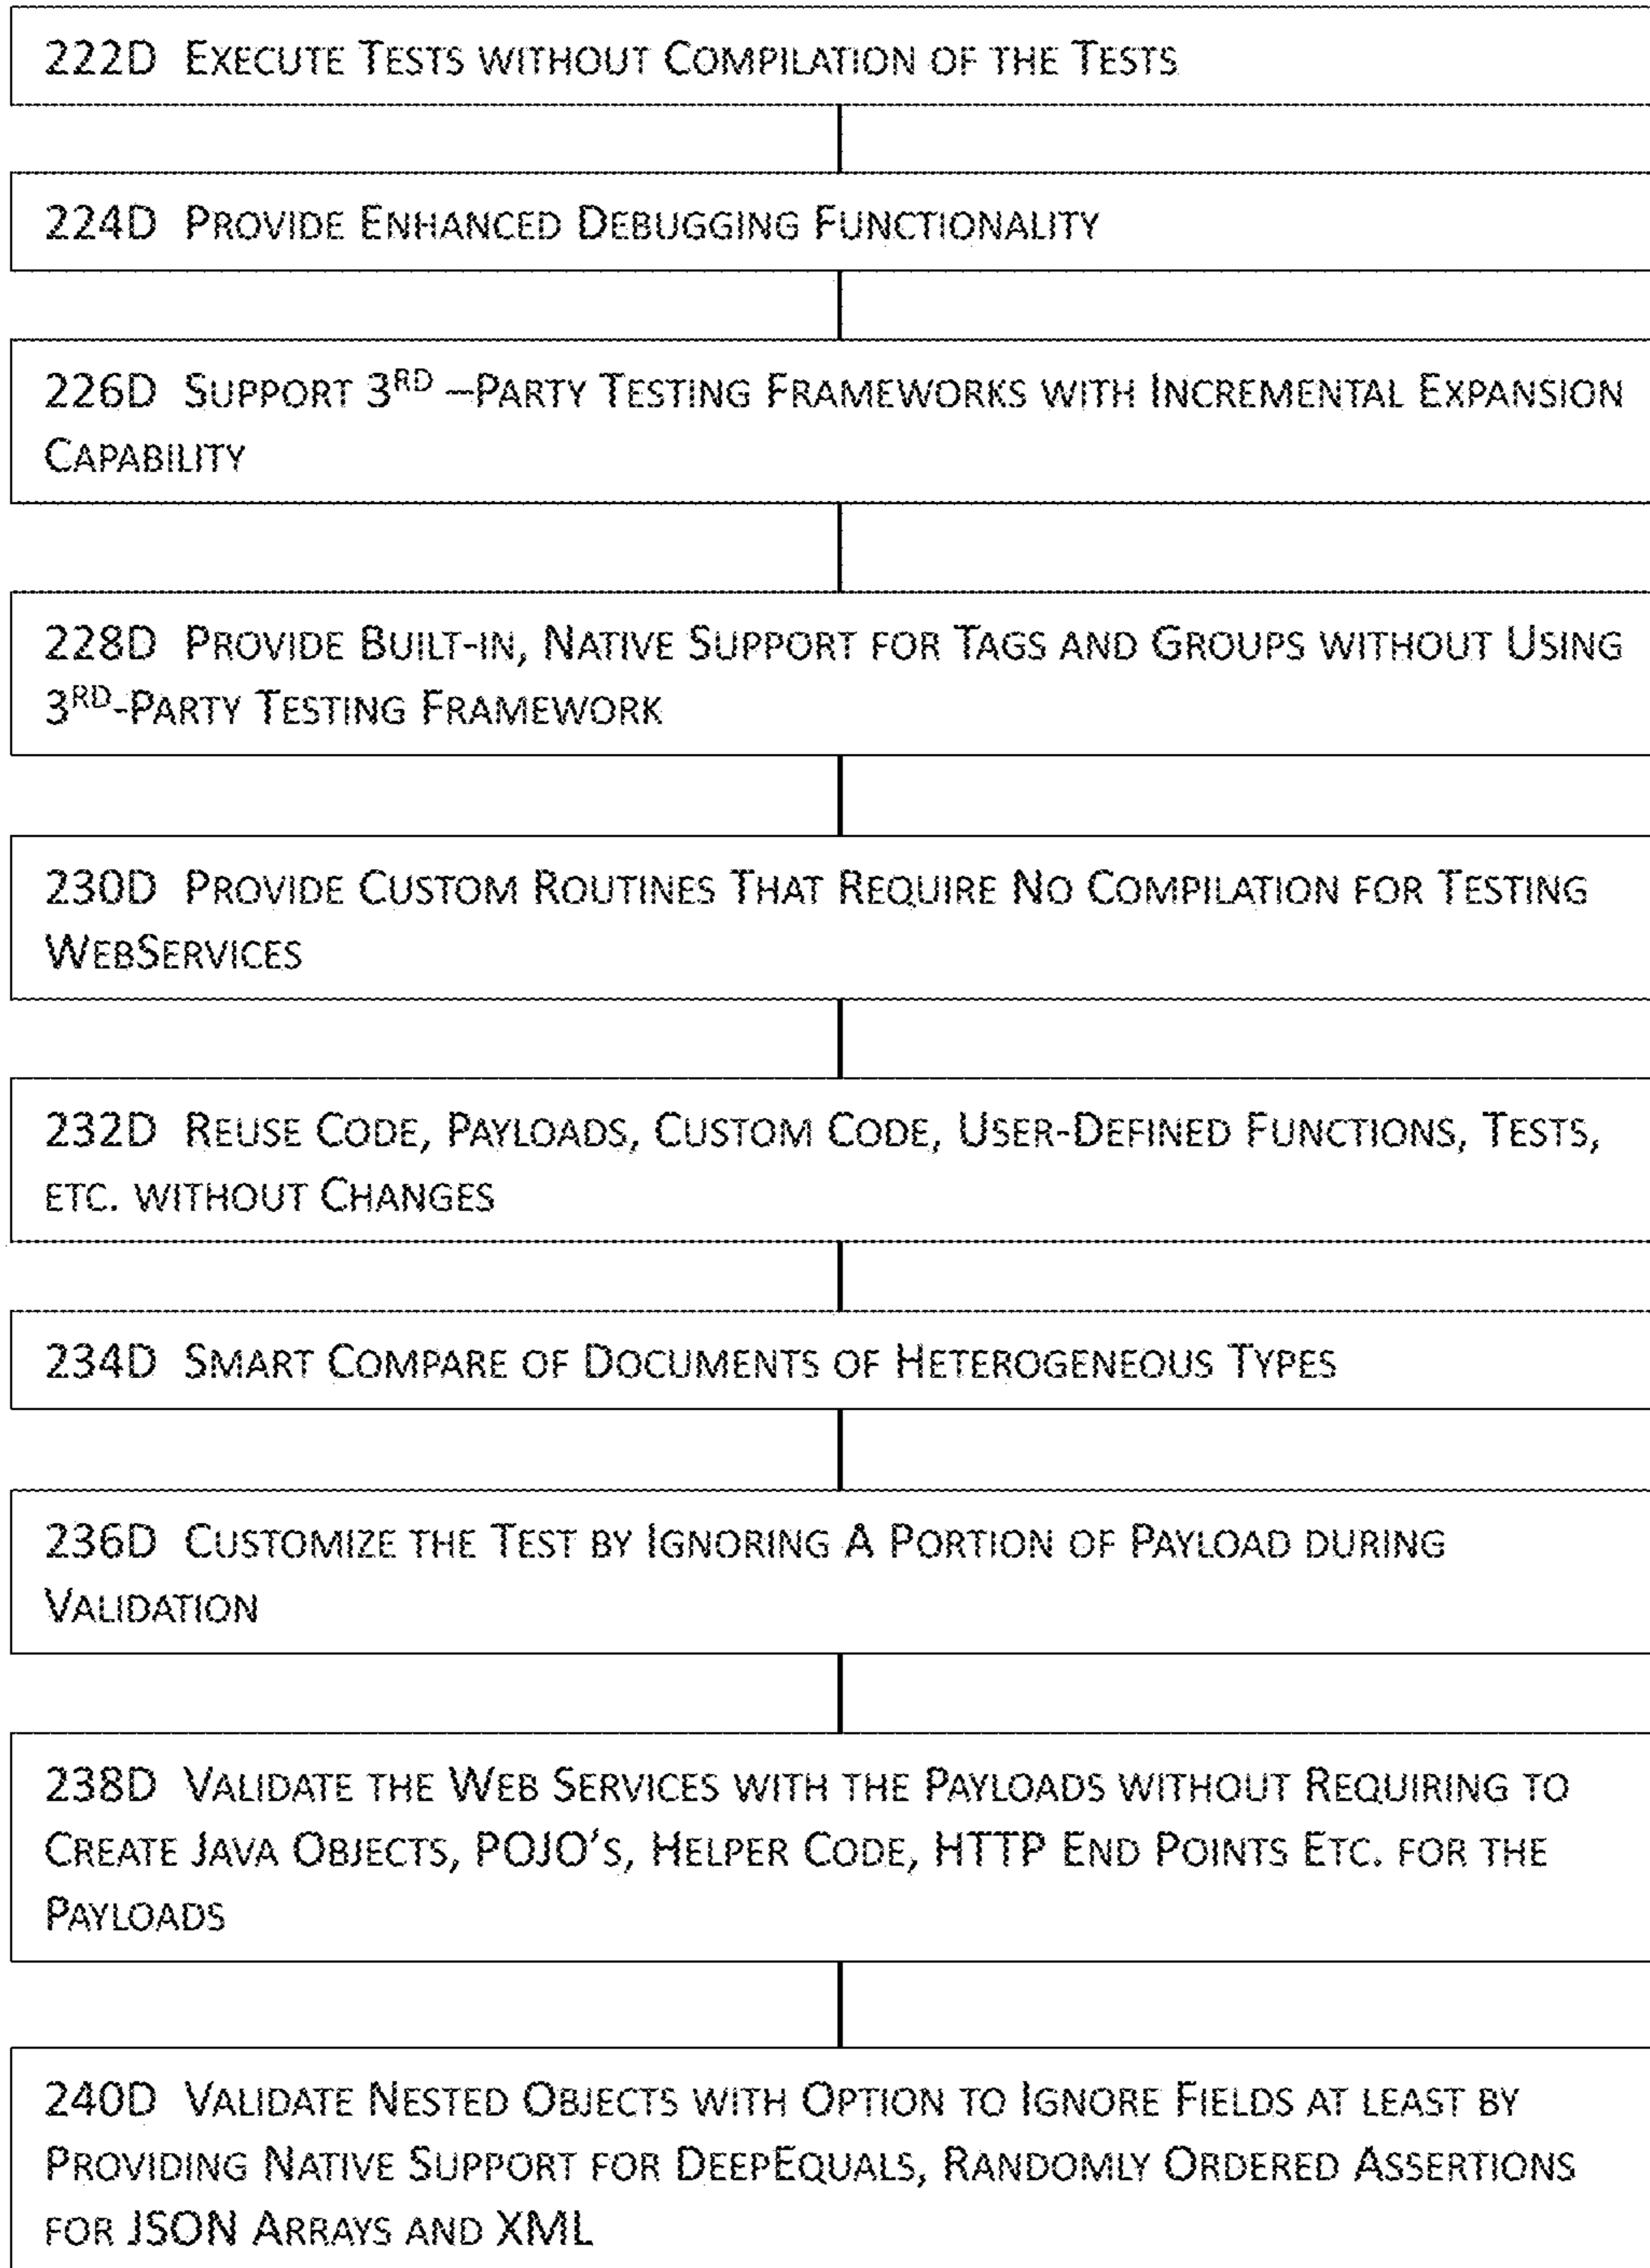 222D Execute Tests without Compilation of the Tests
224D Provide Enhanced Debugging Functionality
226D Support 3RD –Party Testing Frameworks with Incremental Expansion
Capability
228D Provide Built-in, Native Support for Tags and Groups without Using
3RD-Party Testing Framework
230D Provide Custom Routines That Require No Compilation for Testing
WebServices
232D Reuse Code, Payloads, Custom Code, User-Defined Functions, Tests,
etc. without Changes
234D Smart Compare of Documents of Heterogeneous Types
236D Customize the Test by Ignoring A Portion of Payload during
Validation
238D Validate the Web Services with the Payloads without Requiring to
Create Java Objects, POJO's, Helper Code, HTTP End Points Etc. for the
Payloads
240D Validate Nested Objects with Option to Ignore Fields at least by
Providing Native Support for DeepEquals, Randomly Ordered Assertions
for JSON Arrays and XML